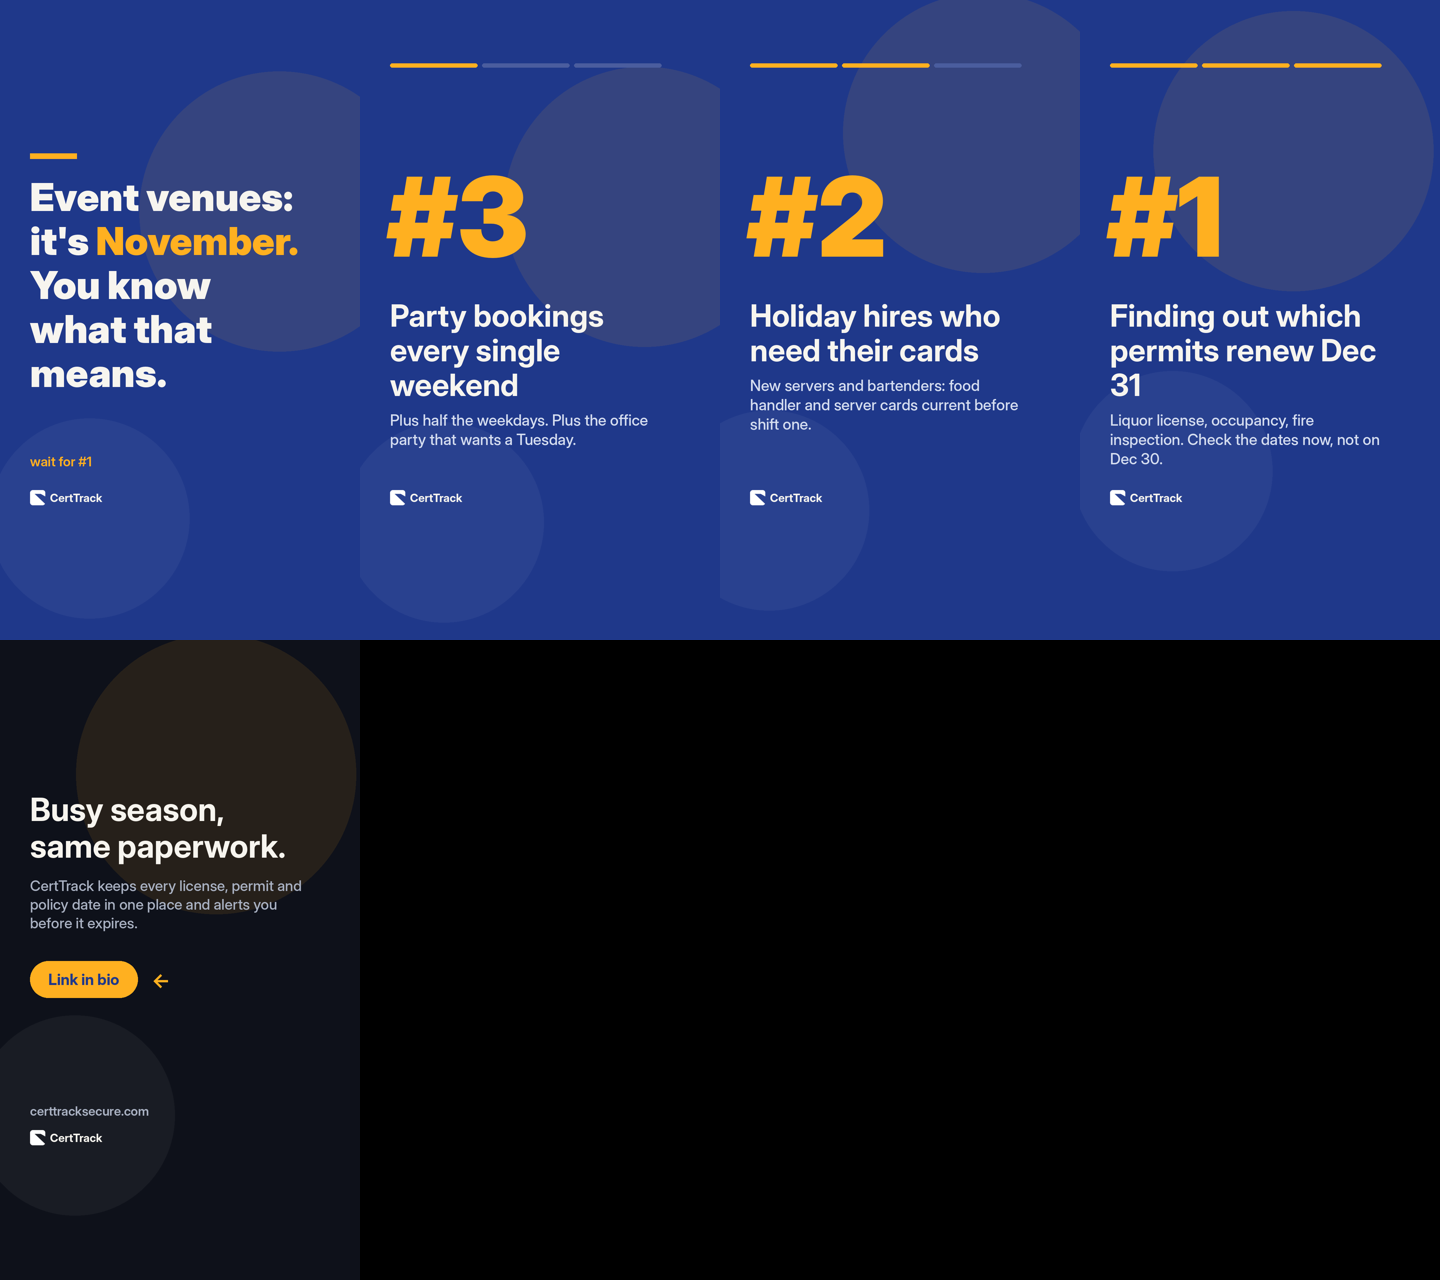 Event venues:
it's November.
You know
what that
means.
wait for #1
CertTrack
#3
Party bookings
every single
weekend
Plus half the weekdays. Plus the office
party that wants a Tuesday.
CertTrack
#2
Holiday hires who
need their cards
New servers and bartenders: food
handler and server cards current before
shift one.
CertTrack
#1
Finding out which
permits renew Dec
31
Liquor license, occupancy, fire
inspection. Check the dates now, not on
Dec 30.
CertTrack
Busy season,
same paperwork.
CertTrack keeps every license, permit and
policy date in one place and alerts you
before it expires.
Link in bio
certtracksecure.com
CertTrack